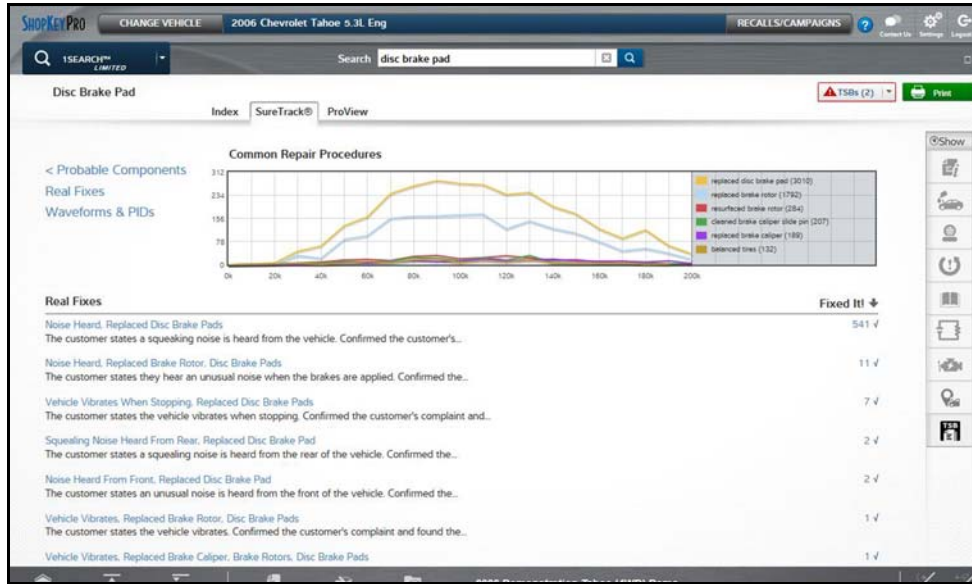 SHOPKEYPRO CHANGE VEHICLE 2006 Chevrolet Tahoe 5.3L Eng RECALLS/CAMPAIGNS ? Contact Us Settings Logout
1SEARCH™ LIMITED Search disc brake pad
Disc Brake Pad TSBs (2) Print
Index SureTrack® ProView
Show
Common Repair Procedures
< Probable Components
Real Fixes
Waveforms & PIDs
312
234
156
78
0
0k 20k 40k 60k 80k 100k 120k 140k 160k 180k 200k
replaced disc brake pad (3010)
replaced brake rotor (1792)
resurfaced brake rotor (284)
cleaned brake caliper slide pin (207)
replaced brake caliper (189)
balanced tires (132)
Real Fixes Fixed It!
Noise Heard, Replaced Disc Brake Pads 541 √
The customer states a squeaking noise is heard from the vehicle. Confirmed the customer's...
Noise Heard, Replaced Brake Rotor, Disc Brake Pads 11 √
The customer states they hear an unusual noise when the brakes are applied. Confirmed the...
Vehicle Vibrates When Stopping, Replaced Disc Brake Pads 7 √
The customer states the vehicle vibrates when stopping. Confirmed the customer's complaint and...
Squealing Noise Heard From Rear, Replaced Disc Brake Pad 2 √
The customer states a squealing noise is heard from the rear of the vehicle. Confirmed the...
Noise Heard From Front, Replaced Disc Brake Pad 2 √
The customer states an unusual noise is heard from the front of the vehicle. Confirmed the...
Vehicle Vibrates, Replaced Brake Rotor, Disc Brake Pads 1 √
The customer states the vehicle vibrates. Confirmed the customer's complaint and found the...
Vehicle Vibrates, Replaced Brake Caliper, Brake Rotors, Disc Brake Pads 1 √
TSB